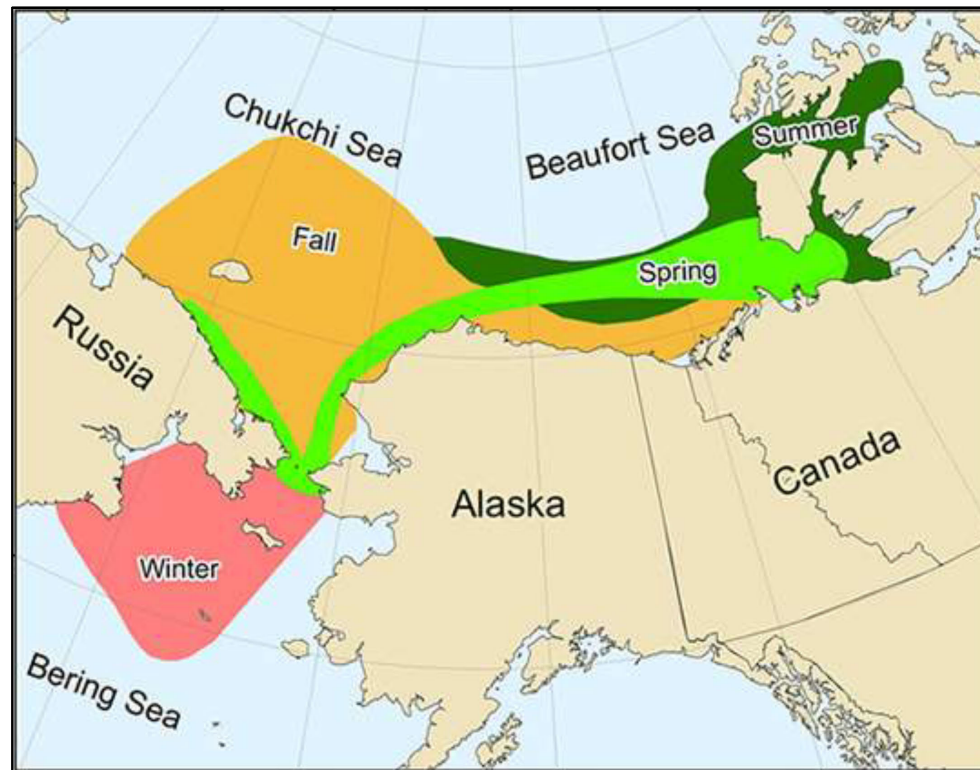 Chukchi Sea
Beaufort Sea
Summer
Fall
Spring
Russia
Canada
Alaska
Winter
Bering Sea